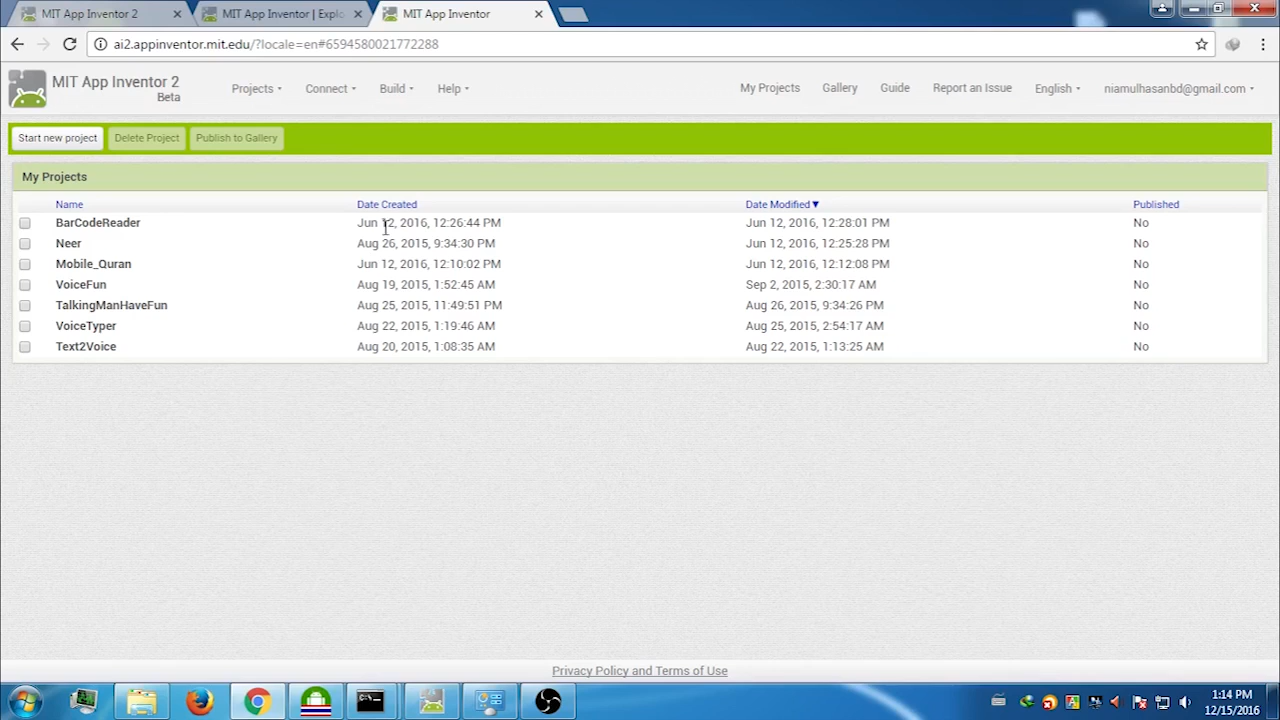 MIT App Inventor 2
MIT App Inventor | Explo
MIT App Inventor
ai2.appinventor.mit.edu/?locale=en#6594580021772288
MIT App Inventor 2
Beta
Projects
Connect
Build
Help
My Projects
Gallery
Guide
Report an Issue
English
niamulhasanbd@gmail.com
Start new project
Delete Project
Publish to Gallery
My Projects
Name Date Created Date Modified Published
BarCodeReader Jun 12, 2016, 12:26:44 PM Jun 12, 2016, 12:28:01 PM No
Neer Aug 26, 2015, 9:34:30 PM Jun 12, 2016, 12:25:28 PM No
Mobile_Quran Jun 12, 2016, 12:10:02 PM Jun 12, 2016, 12:12:08 PM No
VoiceFun Aug 19, 2015, 1:52:45 AM Sep 2, 2015, 2:30:17 AM No
TalkingManHaveFun Aug 25, 2015, 11:49:51 PM Aug 26, 2015, 9:34:26 PM No
VoiceTyper Aug 22, 2015, 1:19:46 AM Aug 25, 2015, 2:54:17 AM No
Text2Voice Aug 20, 2015, 1:08:35 AM Aug 22, 2015, 1:13:25 AM No
Privacy Policy and Terms of Use
1:14 PM
12/15/2016